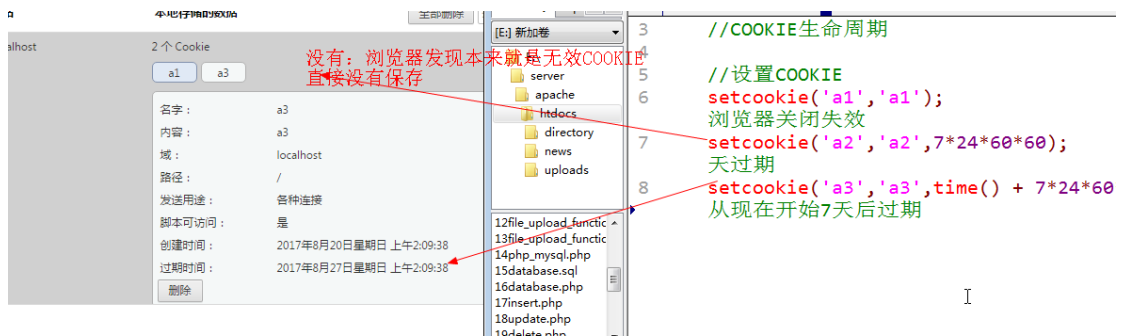 本地存储的数据
全部删除
alhost
2 个 Cookie
a1
a3
没有：浏览器发现本来就是无效COOKIE
直接没有保存
名字：
a3
内容：
a3
域：
localhost
路径：
/
发送用途：
各种连接
脚本可访问：
是
创建时间：
2017年8月20日星期日 上午2:09:38
过期时间：
2017年8月27日星期日 上午2:09:38
删除
[E:] 新加卷
server
apache
htdocs
directory
news
uploads
12file_upload_functic
13file_upload_functic
14php_mysql.php
15database.sql
16database.php
17insert.php
18update.php
19delete.php
3 //COOKIE生命周期
4
5 //设置COOKIE
6 setcookie('a1','a1');
浏览器关闭失效
7 setcookie('a2','a2',7*24*60*60);
天过期
8 setcookie('a3','a3',time() + 7*24*60
从现在开始7天后过期